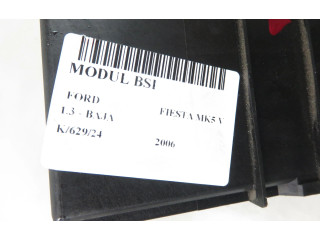 MODUL BSI
FORD FIESTA MK5 V
1.3 - BAJA
K/629/24 2006